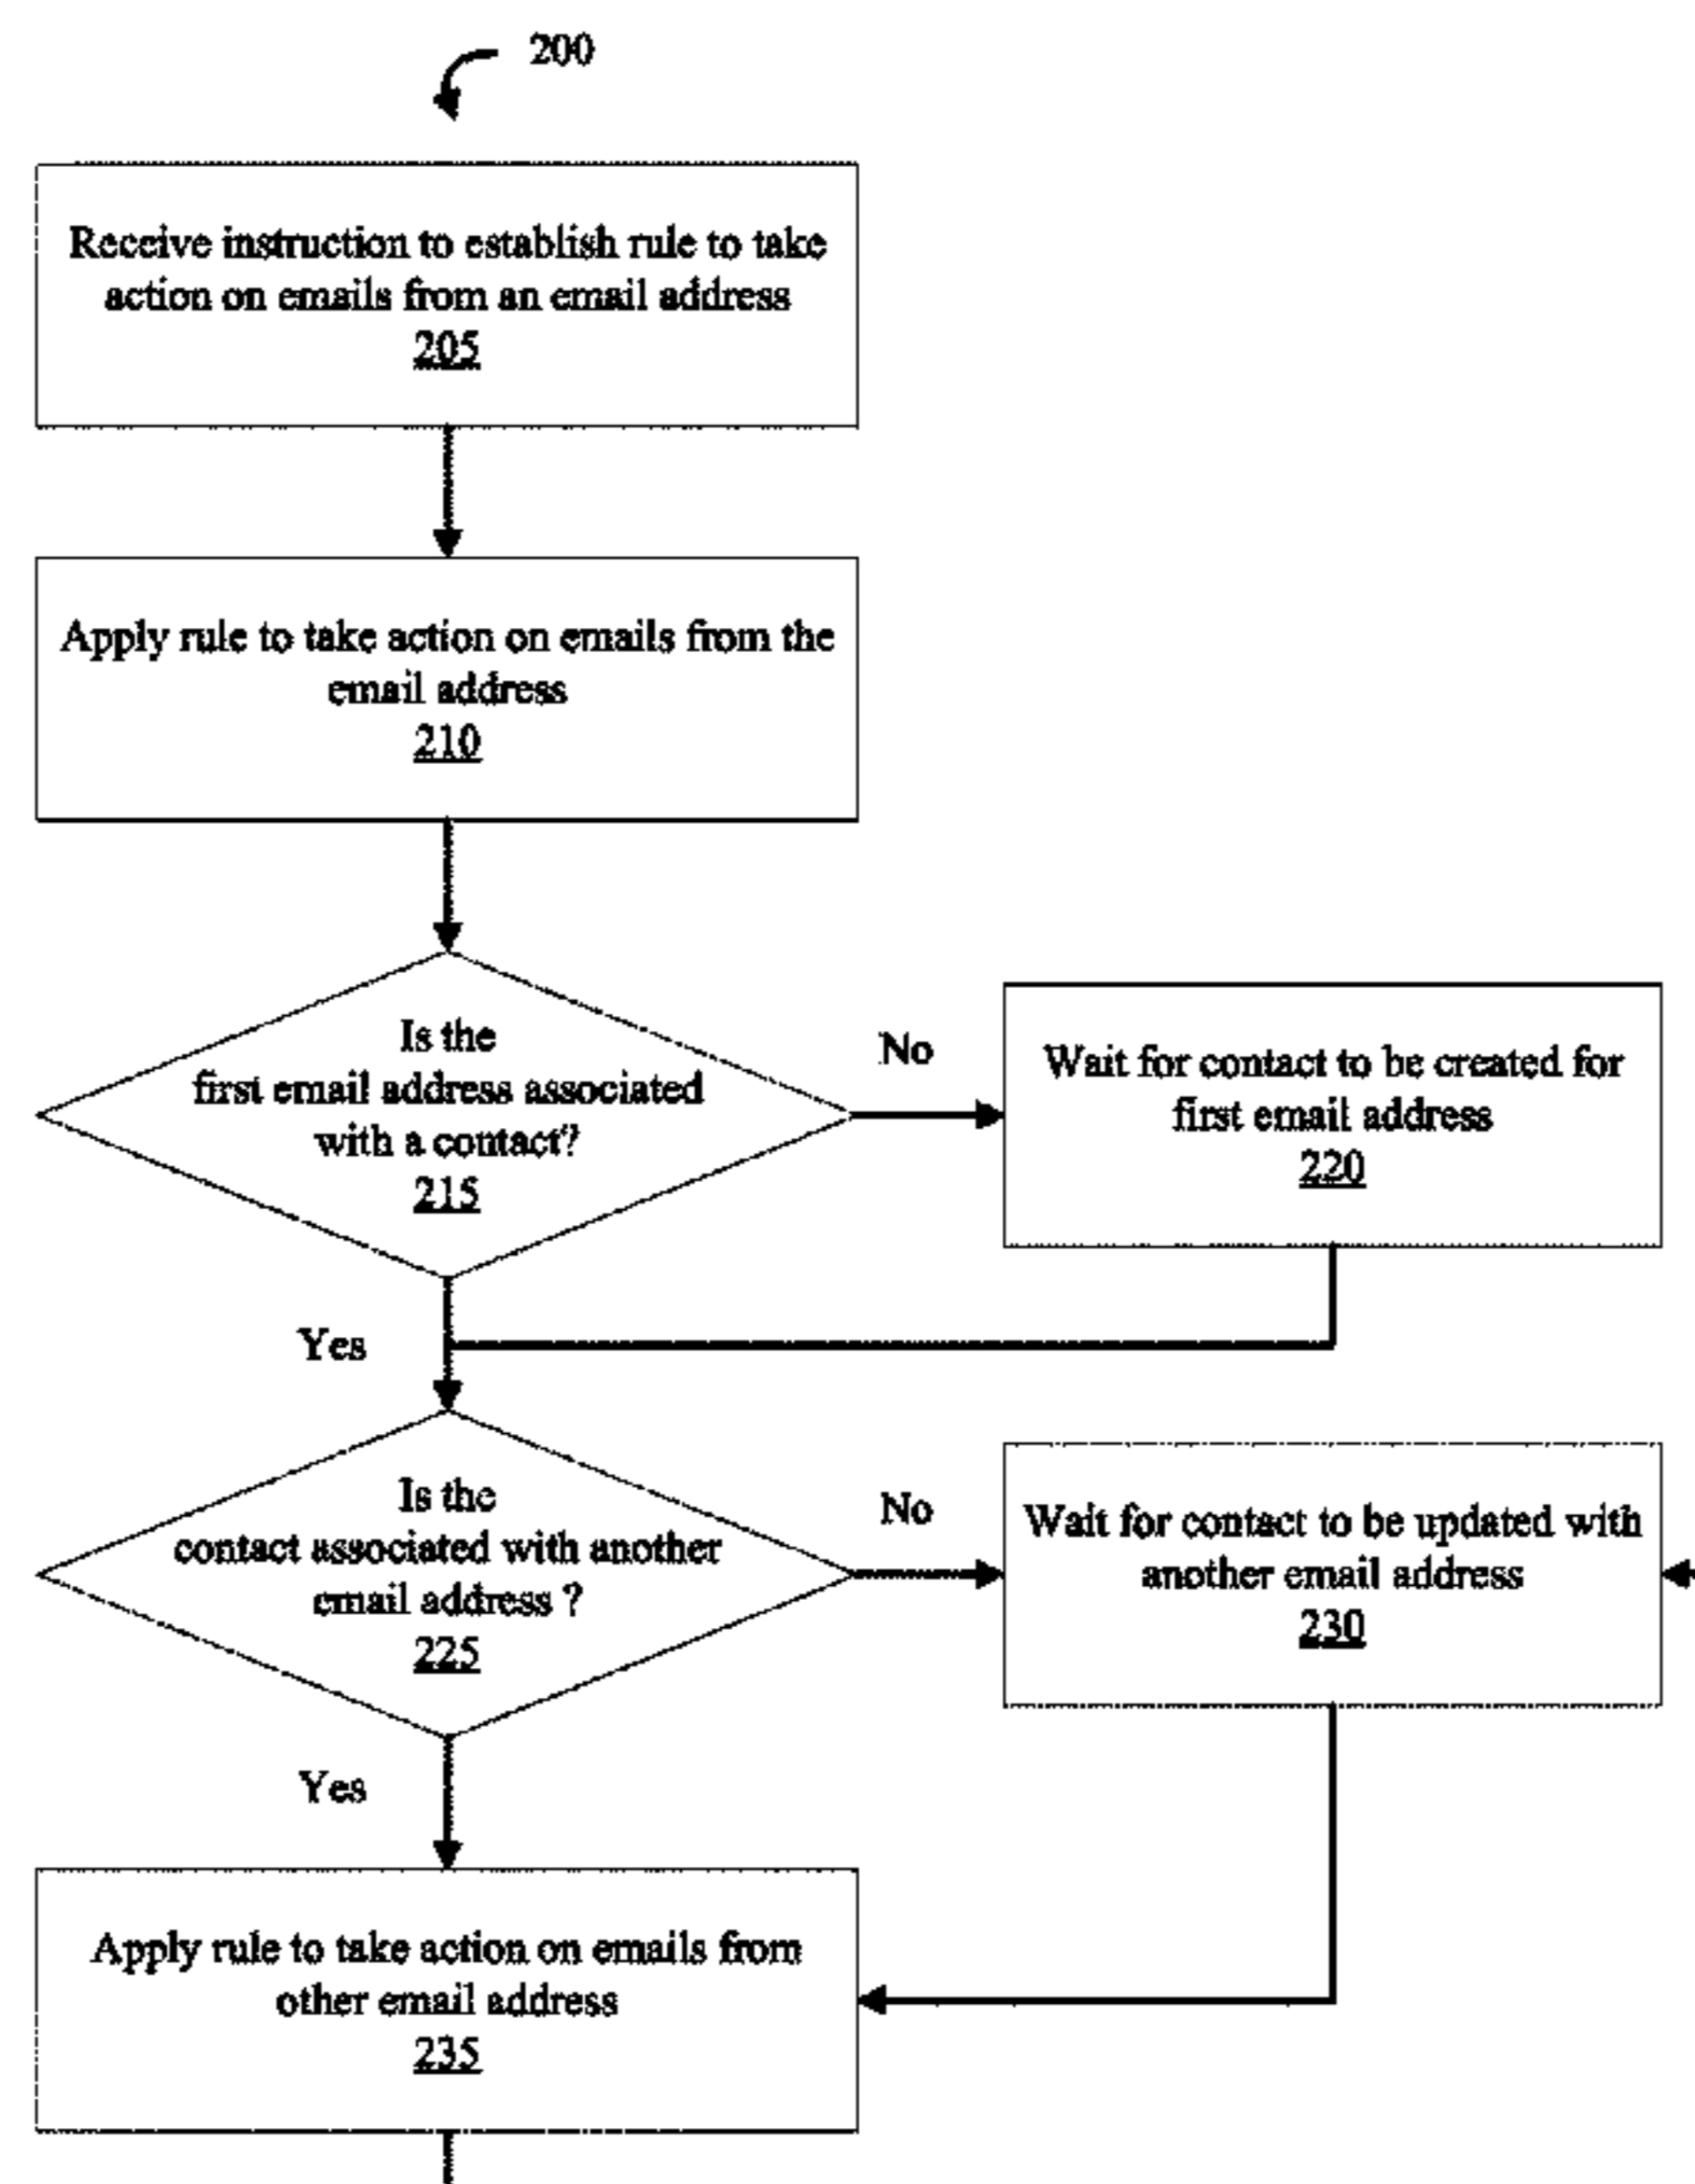 200
Receive instruction to establish rule to take
action on emails from an email address
205
Apply rule to take action on emails from the
email address
210
Is the
first email address associated
with a contact?
215
No
Wait for contact to be created for
first email address
220
Yes
Is the
contact associated with another
email address ?
225
No
Wait for contact to be updated with
another email address
230
Yes
Apply rule to take action on emails from
other email address
235